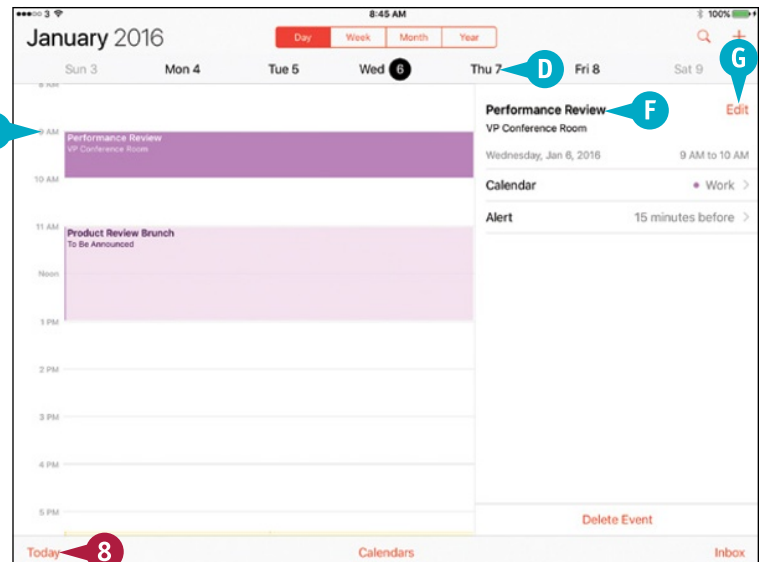 3 8:45 AM 100%
January 2016 Day Week Month Year
G
Sun 3 Mon 4 Tue 5 Wed 6 Thu 7 D Fri 8 Sat 9
8 AM
9 AM Performance Review
VP Conference Room
10 AM
11 AM Product Review Brunch
To Be Announced
Noon
1 PM
2 PM
3 PM
4 PM
5 PM
Performance Review F Edit
VP Conference Room
Wednesday, Jan 6, 2016 9 AM to 10 AM
Calendar Work
Alert 15 minutes before
Delete Event
Today 8 Calendars Inbox